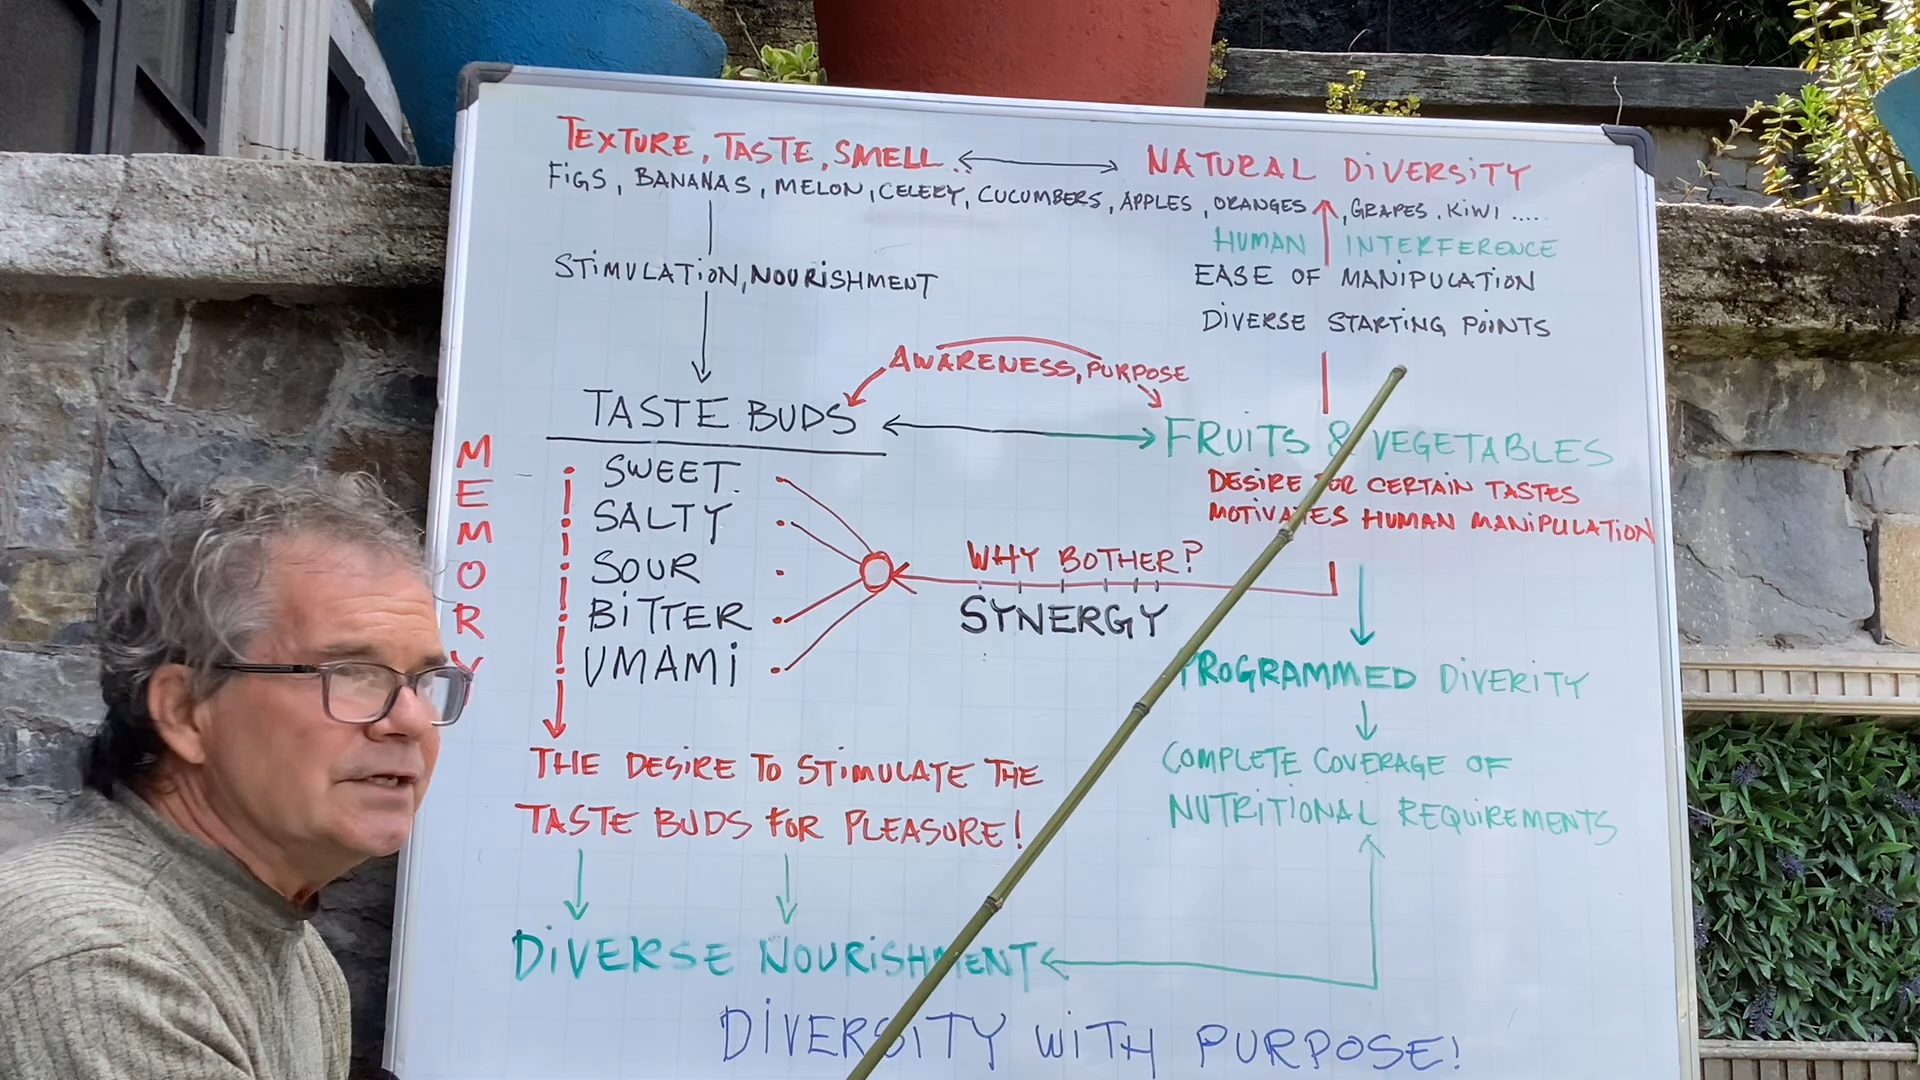 TEXTURE, TASTE, SMELL.. NATURAL DIVERSITY
FIGS, BANANAS, MELON, CELERY, CUCUMBERS, APPLES, ORANGES, GRAPES, KIWI .....
HUMAN INTERFERENCE
STIMULATION, NOURISHMENT
EASE OF MANIPULATION
DIVERSE STARTING POINTS
AWARENESS, PURPOSE
TASTE BUDS
FRUITS & VEGETABLES
DESIRE FOR CERTAIN TASTES
MOTIVATES HUMAN MANIPULATION
MEMORY
SWEET.
SALTY
SOUR
BITTER
UMAMI
WHY BOTHER?
SYNERGY
PROGRAMMED DIVERITY
COMPLETE COVERAGE OF
NUTRITIONAL REQUIREMENTS
THE DESIRE TO STIMULATE THE
TASTE BUDS FOR PLEASURE!
DIVERSE NOURISHMENT
DIVERSITY WITH PURPOSE!